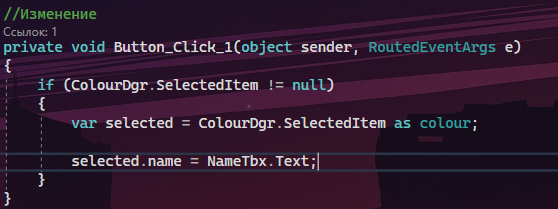 //Изменение
Ссылок: 1
private void Button_Click_1(object sender, RoutedEventArgs e)
{
if (ColourDgr.SelectedItem != null)
{
var selected = ColourDgr.SelectedItem as colour;
selected.name = NameTbx.Text;
}
}